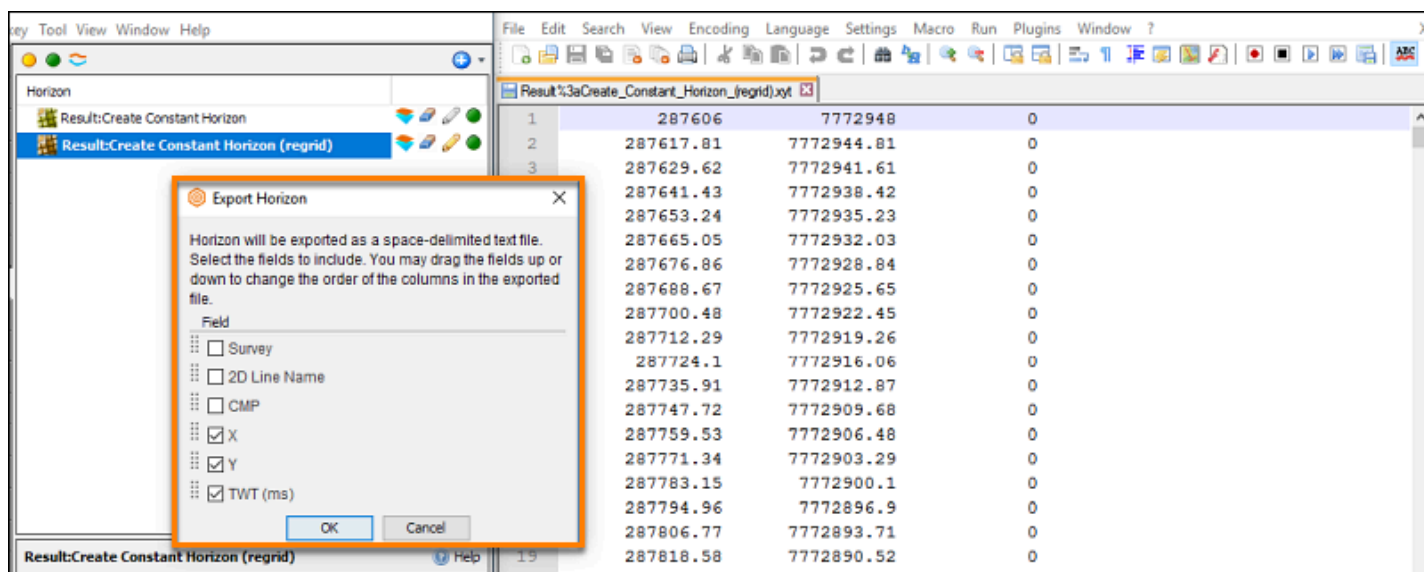 Tool View Window Help
Horizon
Result:Create Constant Horizon
Result:Create Constant Horizon (regrid)
Export Horizon
Horizon will be exported as a space-delimited text file.
Select the fields to include. You may drag the fields up or
down to change the order of the columns in the exported
file.
Field
Survey
2D Line Name
CMP
X
Y
TWT (ms)
OK Cancel
Result:Create Constant Horizon (regrid) Help
File Edit Search View Encoding Language Settings Macro Run Plugins Window ?
ABC
Result%3aCreate_Constant_Horizon_(regrid).xyt
1 287606 7772948 0
2 287617.81 7772944.81 0
3 287629.62 7772941.61 0
287641.43 7772938.42 0
287653.24 7772935.23 0
287665.05 7772932.03 0
287676.86 7772928.84 0
287688.67 7772925.65 0
287700.48 7772922.45 0
287712.29 7772919.26 0
287724.1 7772916.06 0
287735.91 7772912.87 0
287747.72 7772909.68 0
287759.53 7772906.48 0
287771.34 7772903.29 0
287783.15 7772900.1 0
287794.96 7772896.9 0
287806.77 7772893.71 0
19 287818.58 7772890.52 0